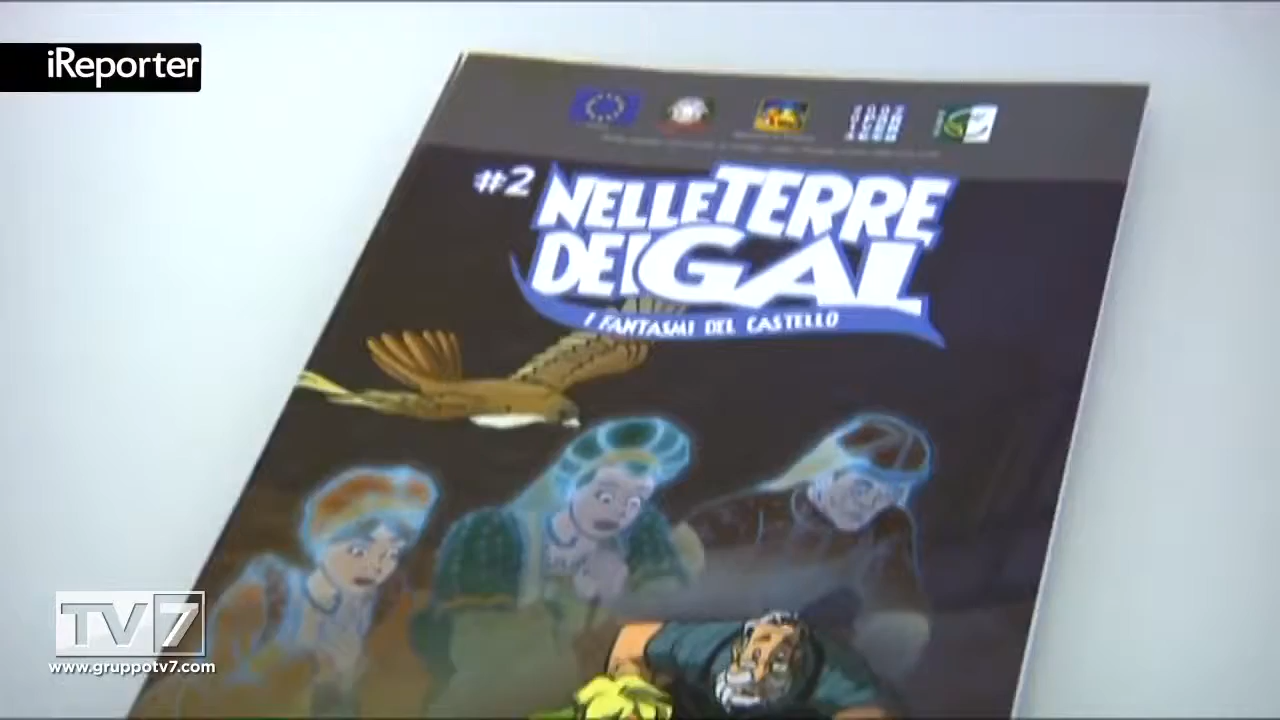 iReporter
#2 NELLE TERRE
DEI GAL
I FANTASMI DEL CASTELLO
TV7
www.gruppotv7.com